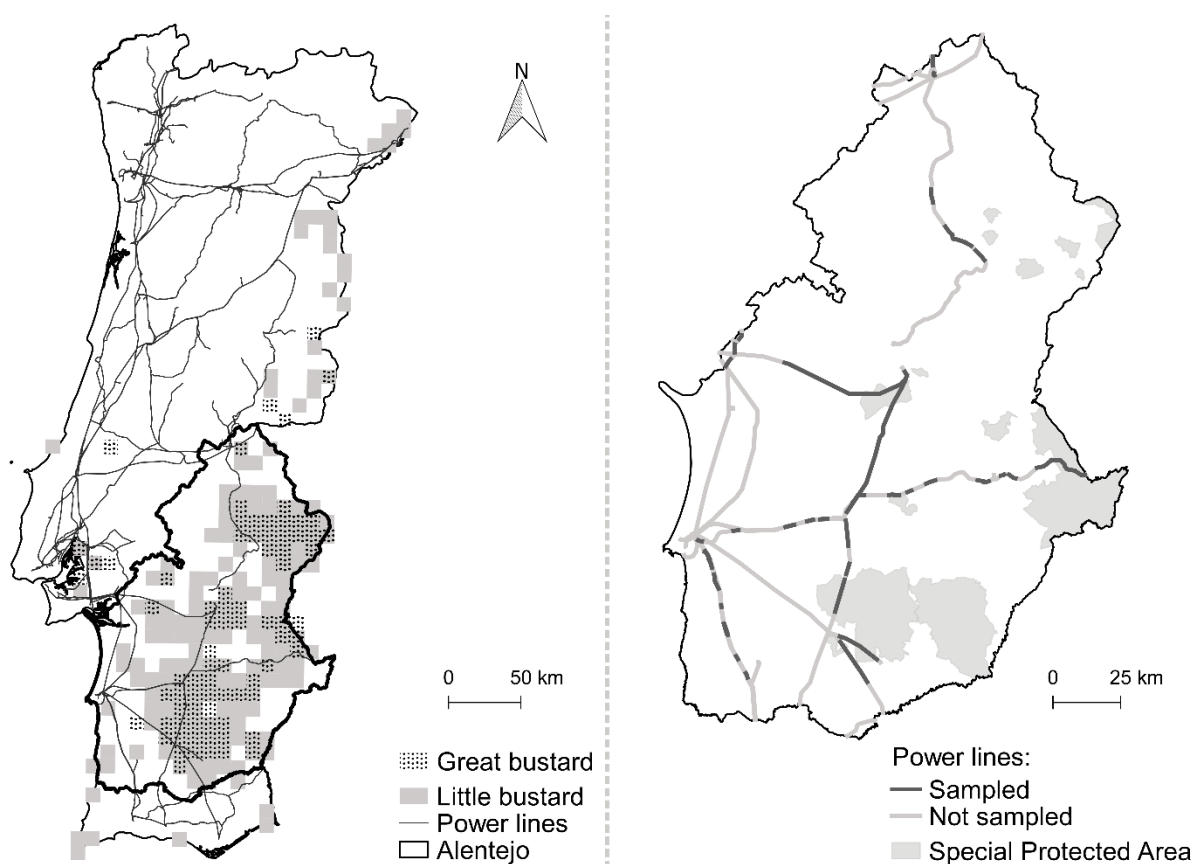 N
0 50 km
Great bustard
Little bustard
Power lines
Alentejo
0 25 km
Power lines:
Sampled
Not sampled
Special Protected Area